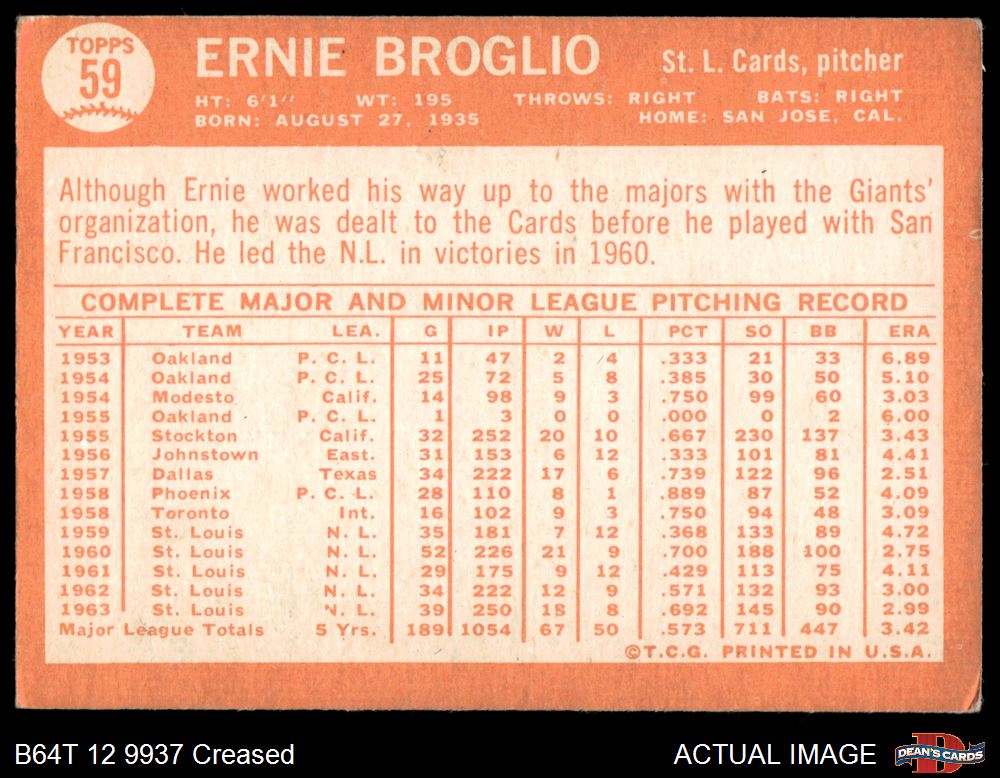 TOPPS
59
ERNIE BROGLIO
St. L. Cards, pitcher
HT: 6'1" WT: 195 THROWS: RIGHT BATS: RIGHT
BORN: AUGUST 27, 1935 HOME: SAN JOSE, CAL.
Although Ernie worked his way up to the majors with the Giants'
organization, he was dealt to the Cards before he played with San
Francisco. He led the N.L. in victories in 1960.
COMPLETE MAJOR AND MINOR LEAGUE PITCHING RECORD
YEAR TEAM LEA. G IP W L PCT SO BB ERA
1953 Oakland P. C. L. 11 47 2 4 .333 21 33 6.89
1954 Oakland P. C. L. 25 72 5 8 .385 30 50 5.10
1954 Modesto Calif. 14 98 9 3 .750 99 60 3.03
1955 Oakland P. C. L. 1 3 0 0 .000 0 2 6.00
1955 Stockton Calif. 32 252 20 10 .667 230 137 3.43
1956 Johnstown East. 31 153 6 12 .333 101 81 4.41
1957 Dallas Texas 34 222 17 6 .739 122 96 2.51
1958 Phoenix P. C. L. 28 110 8 1 .889 87 52 4.09
1958 Toronto Int. 16 102 9 3 .750 94 48 3.09
1959 St. Louis N. L. 35 181 7 12 .368 133 89 4.72
1960 St. Louis N. L. 52 226 21 9 .700 188 100 2.75
1961 St. Louis N. L. 29 175 9 12 .429 113 75 4.11
1962 St. Louis N. L. 34 222 12 9 .571 132 93 3.00
1963 St. Louis N. L. 39 250 18 8 .692 145 90 2.99
Major League Totals 5 Yrs. 189 1054 67 50 .573 711 447 3.42
©T.C.G. PRINTED IN U.S.A.
B64T 12 9937 Creased
ACTUAL IMAGE
DEAN'S CARDS